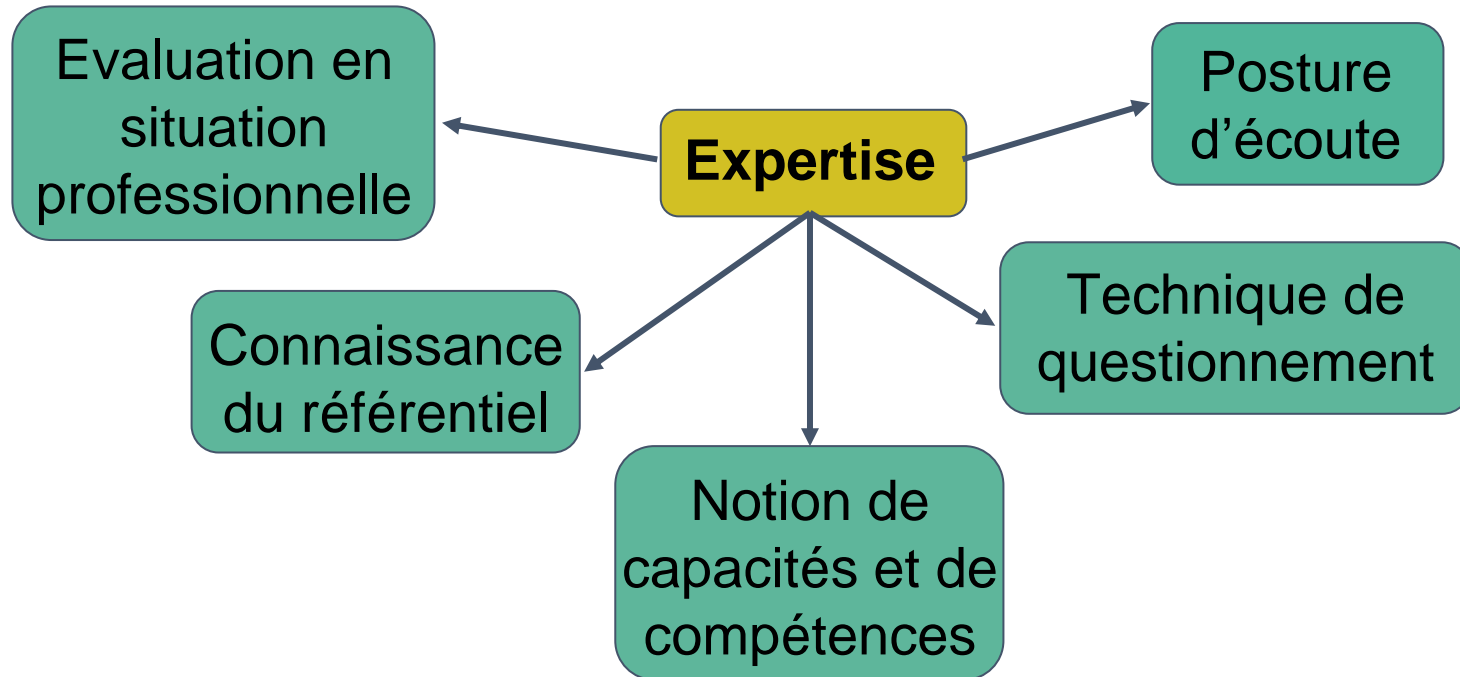 Evaluation en
situation
professionnelle
Expertise
Posture
d’écoute
Connaissance
du référentiel
Technique de
questionnement
Notion de
capacités et de
compétences